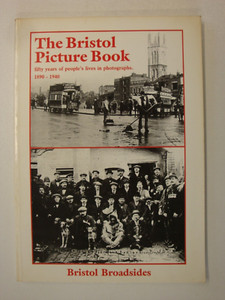 The Bristol
Picture Book
fifty years of people's lives in photographs.
1890 - 1940
Bristol Broadsides